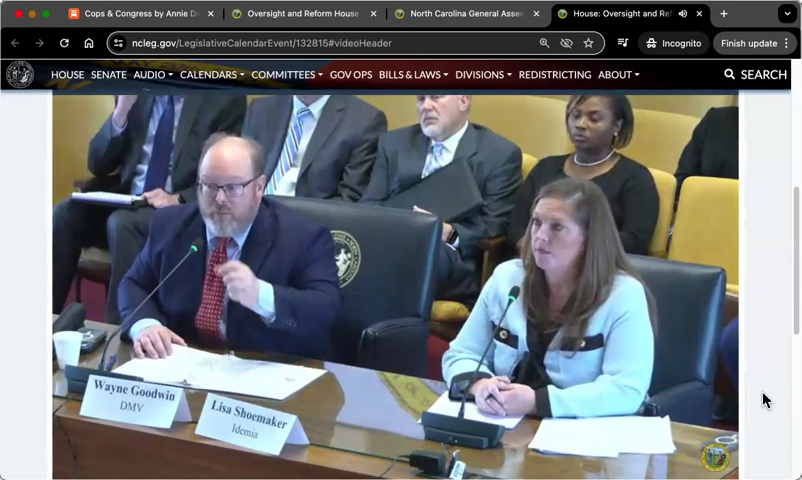 Cops & Congress by Annie D
Oversight and Reform House
North Carolina General Assem
House: Oversight and Ref
ncleg.gov/LegislativeCalendarEvent/132815#videoHeader
Incognito
Finish update
HOUSE SENATE AUDIO CALENDARS COMMITTEES GOV OPS BILLS & LAWS DIVISIONS REDISTRICTING ABOUT SEARCH
Wayne Goodwin
DMV
Lisa Shoemaker
Idemia